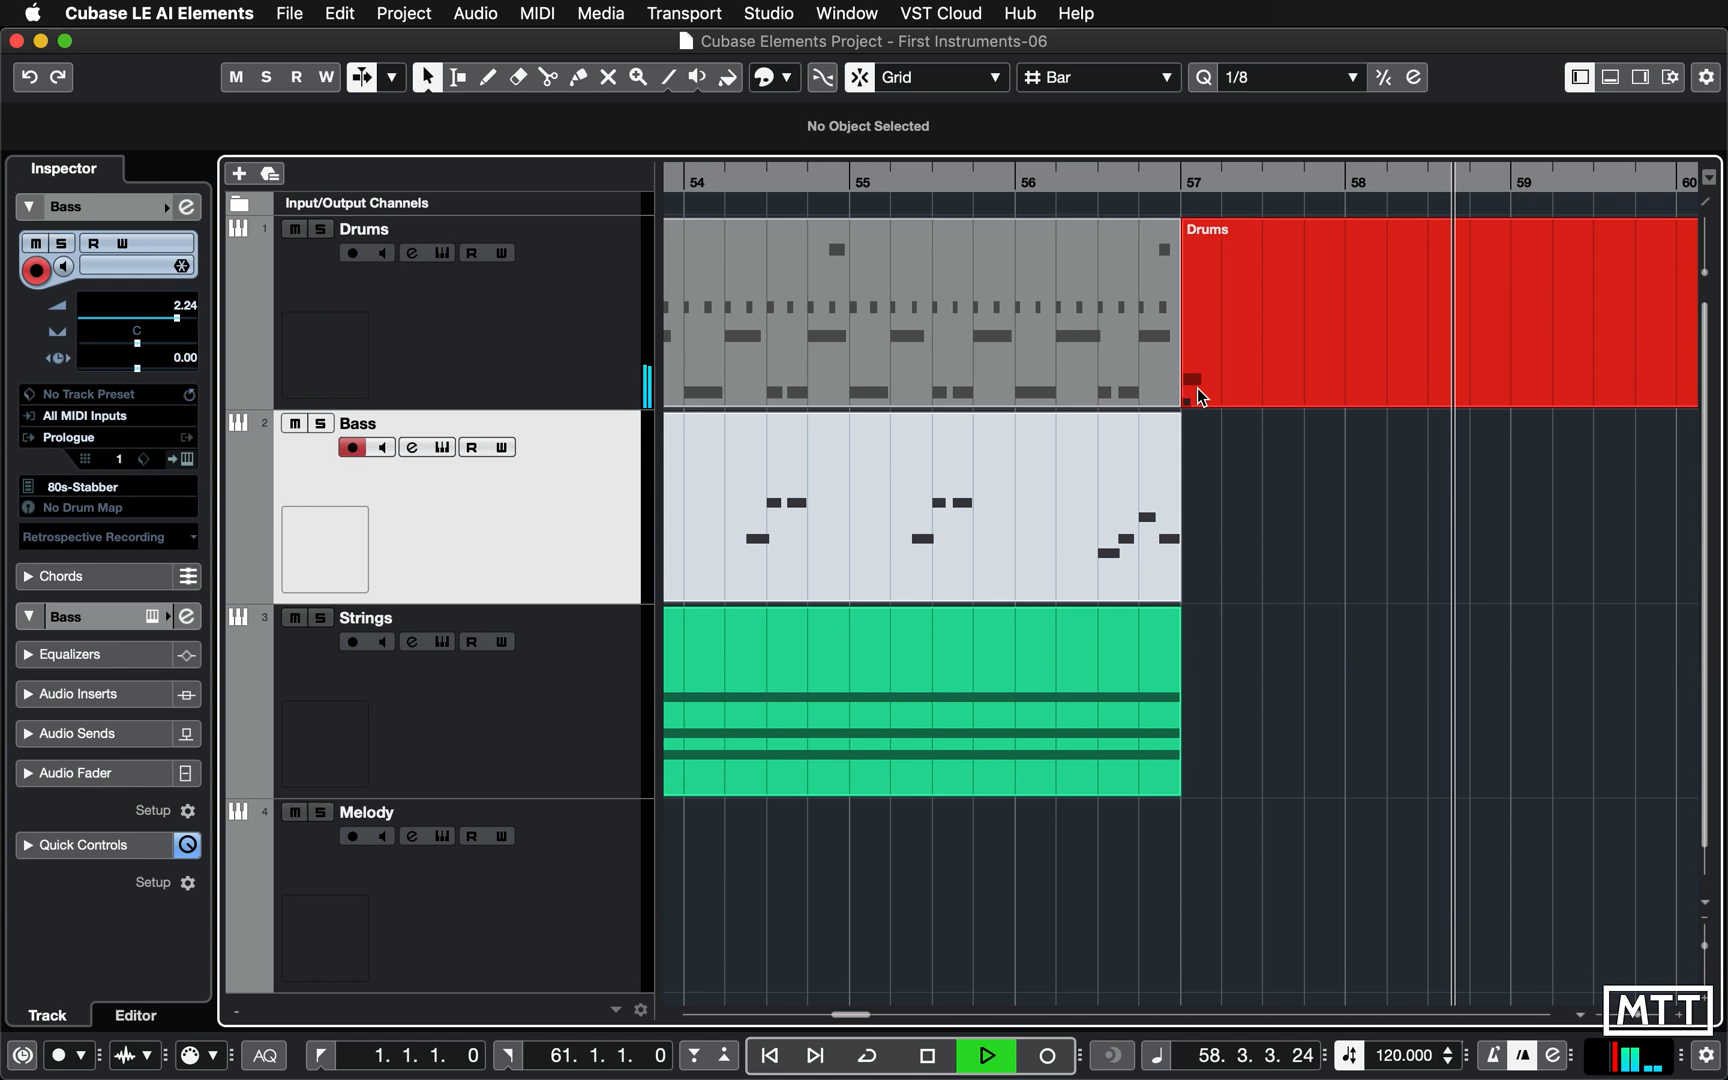 Cubase LE AI Elements File Edit Project Audio MIDI Media Transport Studio Window VST Cloud Hub Help
Cubase Elements Project - First Instruments-06
M S R W Grid Bar Q 1/8 e
No Object Selected
Inspector
54 55 56 57 58 59 60
Bass e
Input/Output Channels
1 m S Drums
e R W
Drums
M S R W
2.24
C
0.00
No Track Preset
All MIDI Inputs
Prologue
1
80s-Stabber
No Drum Map
Retrospective Recording
2 m S Bass
e R W
Chords
Bass e
Equalizers
Audio Inserts
Audio Sends
Audio Fader
Setup
Quick Controls
Setup
3 m S Strings
e R W
4 m S Melody
e R W
Track Editor
-
MTT
AQ 1. 1. 1. 0 61. 1. 1. 0 58. 3. 3. 24 120.000 e